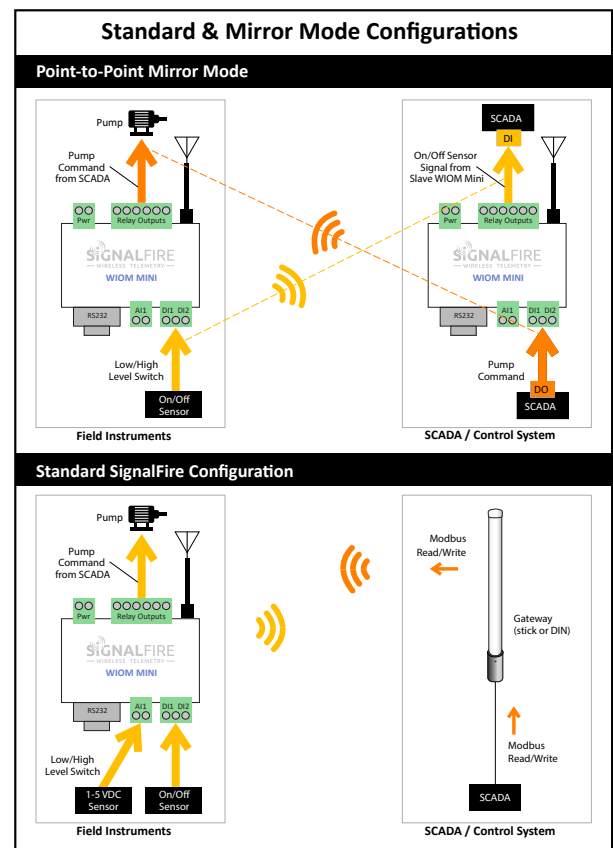 Standard & Mirror Mode Configurations
Point-to-Point Mirror Mode
Pump
Pump
Command
from SCADA
Pwr
Relay Outputs
SIGNALFIRE
WIRELESS TELEMETRY
WIOM MINI
RS232
AI1
DI1 DI2
Low/High
Level Switch
On/Off
Sensor
Field Instruments
SCADA
DI
On/Off Sensor
Signal from
Slave WIOM Mini
Pwr
Relay Outputs
SIGNALFIRE
WIRELESS TELEMETRY
WIOM MINI
RS232
AI1
DI1 DI2
Pump
Command
DO
SCADA
SCADA / Control System
Standard SignalFire Configuration
Pump
Pump
Command
from SCADA
Pwr
Relay Outputs
SIGNALFIRE
WIRELESS TELEMETRY
WIOM MINI
RS232
AI1
DI1 DI2
Low/High
Level Switch
1-5 VDC
Sensor
On/Off
Sensor
Field Instruments
Modbus
Read/Write
Gateway
(stick or DIN)
Modbus
Read/Write
SCADA
SCADA / Control System